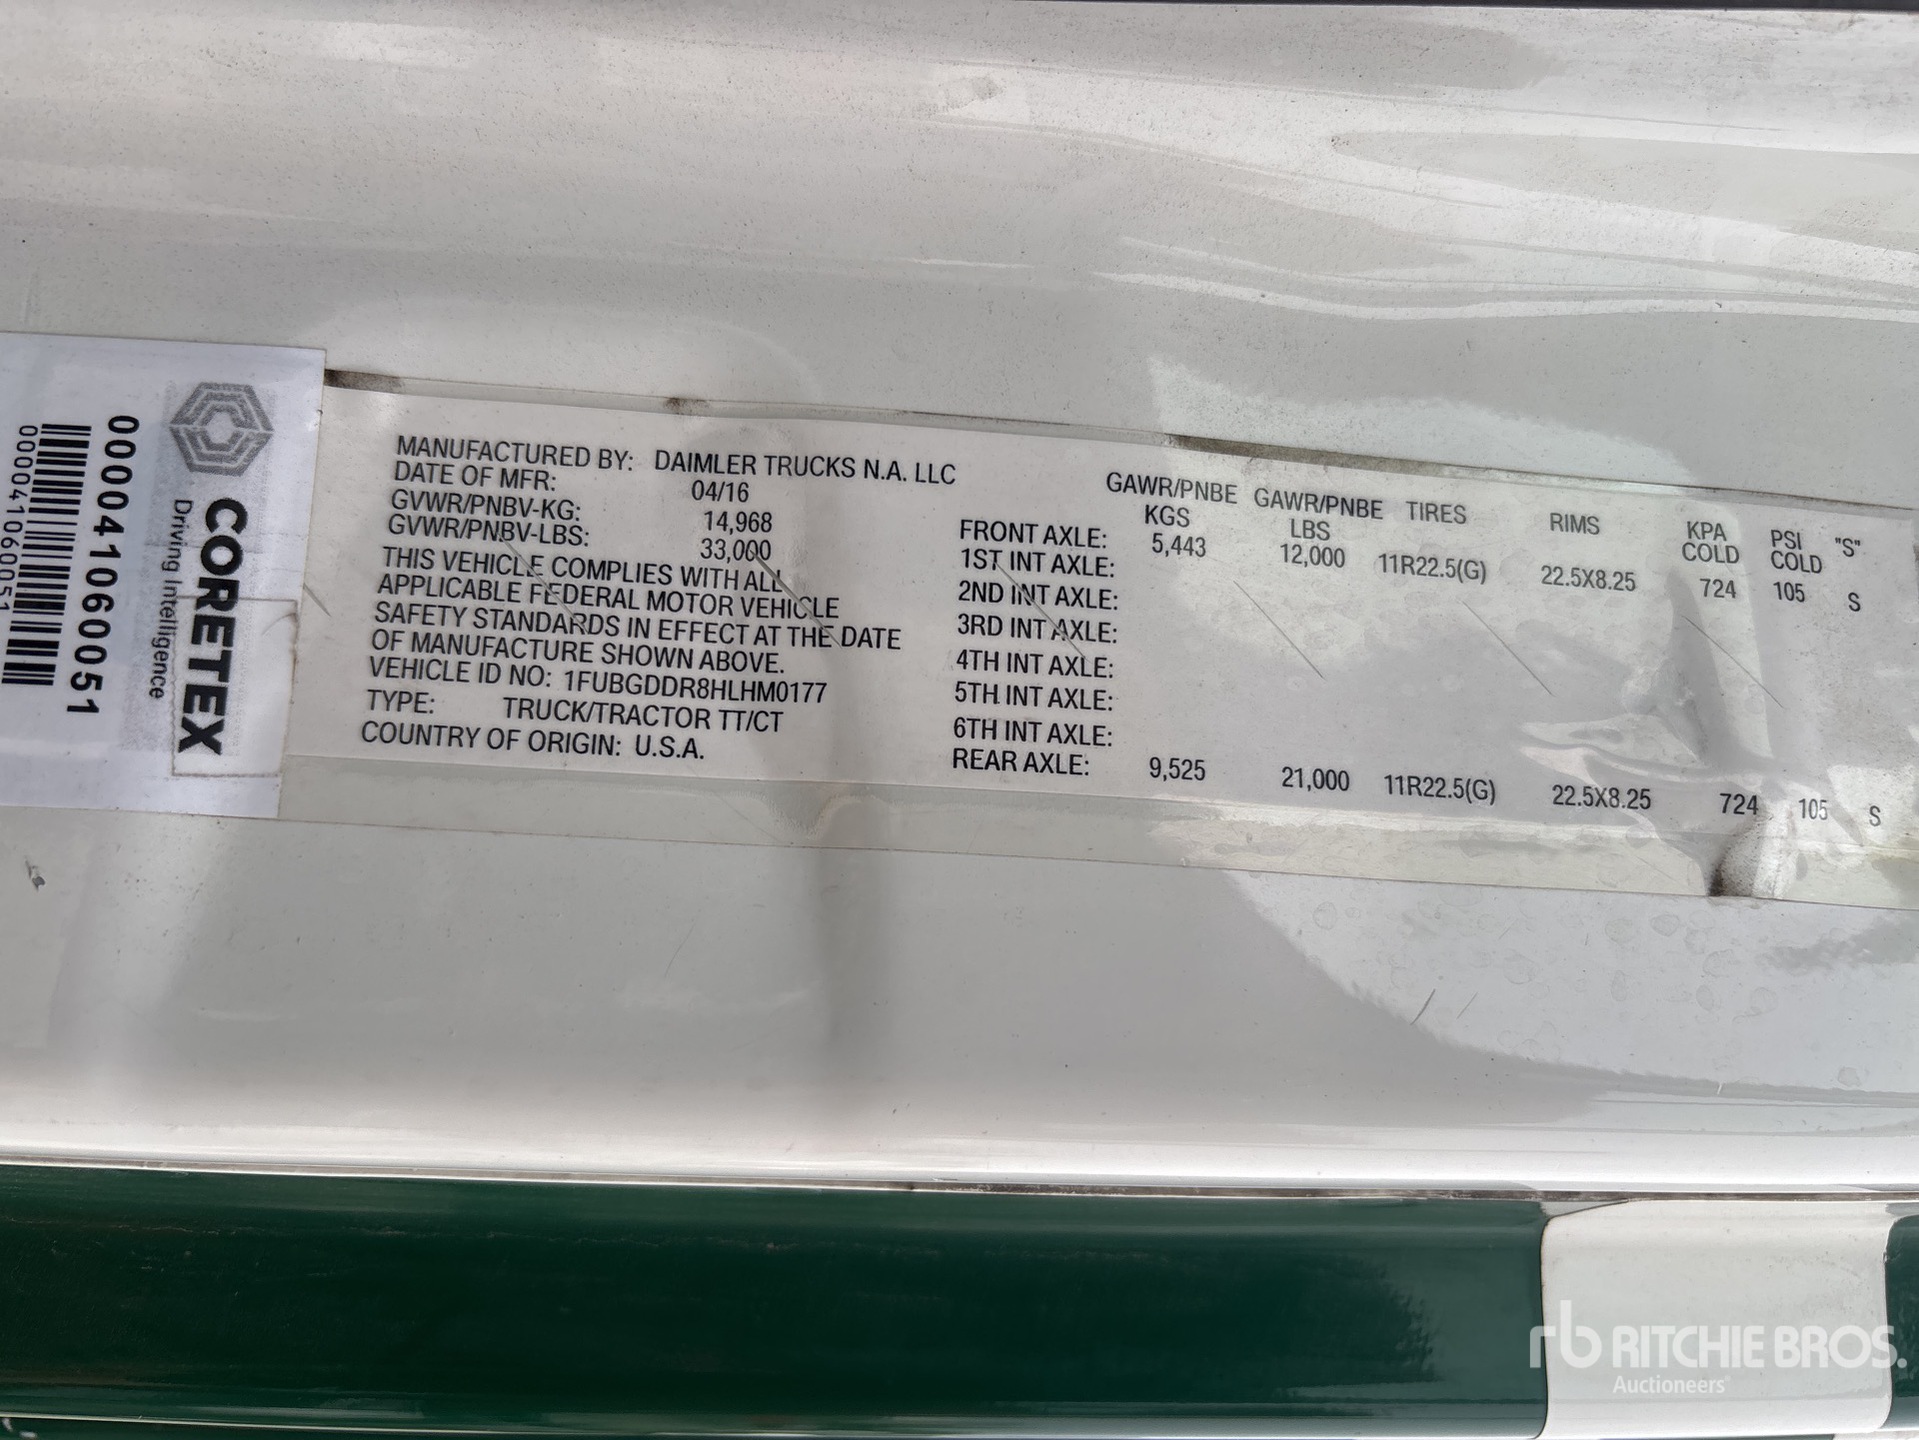 MANUFACTURED BY: DAIMLER TRUCKS N.A. LLC
DATE OF MFR: 04/16
GVWR/PNBV-KG: 14,968
GVWR/PNBV-LBS: 33,000
THIS VEHICLE COMPLIES WITH ALL
APPLICABLE FEDERAL MOTOR VEHICLE
SAFETY STANDARDS IN EFFECT AT THE DATE
OF MANUFACTURE SHOWN ABOVE.
VEHICLE ID NO: 1FUBGDDR8HLHM0177
TYPE: TRUCK/TRACTOR TT/CT
COUNTRY OF ORIGIN: U.S.A.
GAWR/PNBE KGS GAWR/PNBE LBS TIRES RIMS KPA COLD PSI COLD "S"
FRONT AXLE: 5,443 12,000 11R22.5(G) 22.5X8.25 724 105 S
1ST INT AXLE:
2ND INT AXLE:
3RD INT AXLE:
4TH INT AXLE:
5TH INT AXLE:
6TH INT AXLE:
REAR AXLE: 9,525 21,000 11R22.5(G) 22.5X8.25 724 105 S
CORETEX
Driving Intelligence
000041060051
000041060051
rb RITCHIE BROS.
Auctioneers